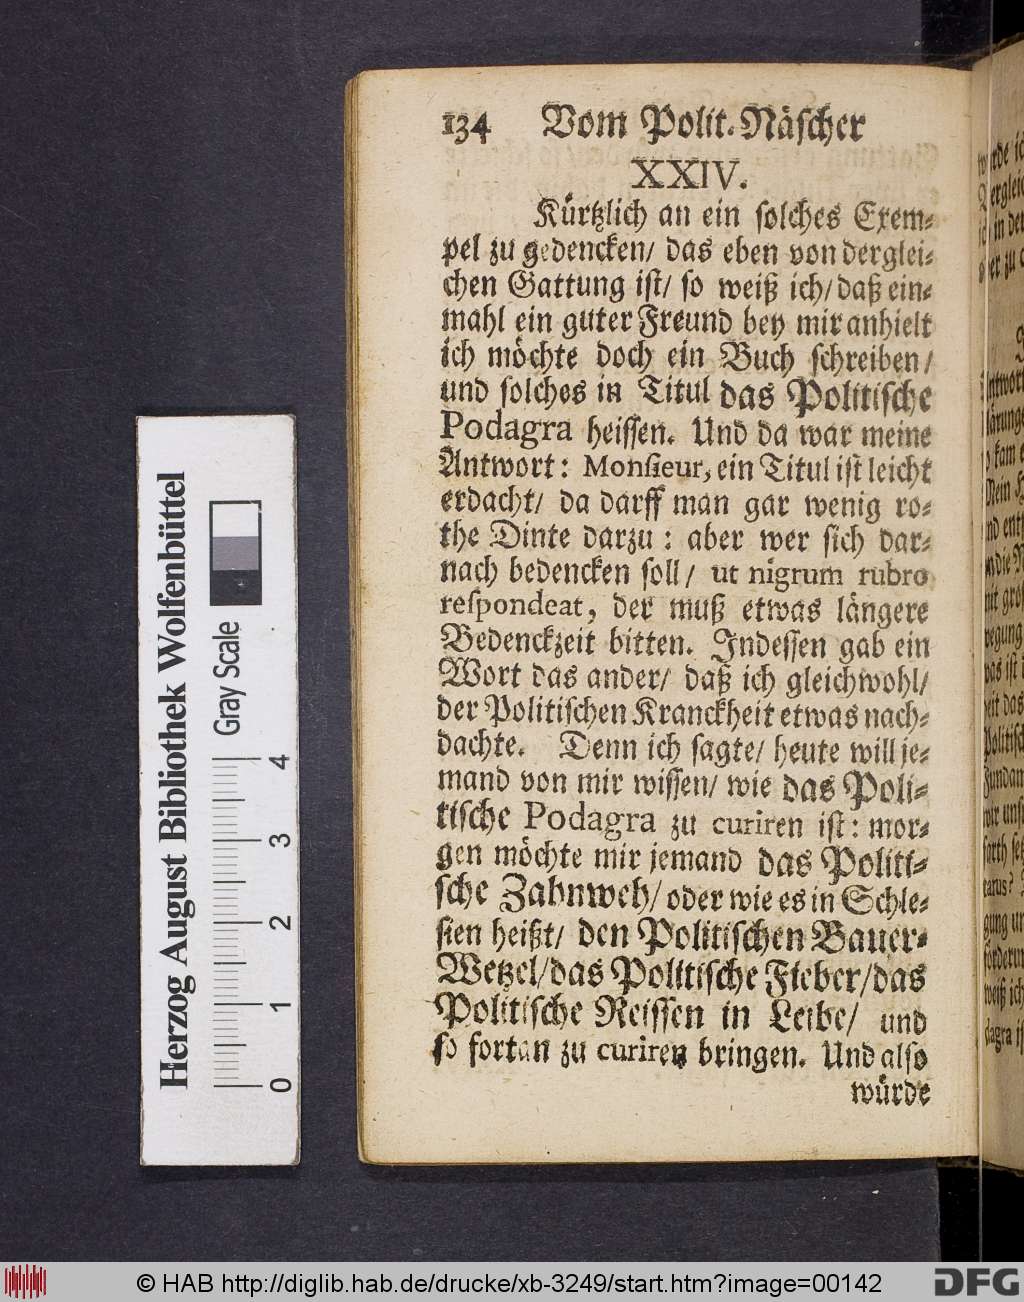 134 Vom Polit. Näſcher
XXIV.
Kürtzlich an ein ſolches Exem⸗
pel zu gedencken/ das eben von derglei⸗
chen Gattung iſt/ ſo weiß ich/ daß ein⸗
mahl ein guter Freund bey mir anhielt
ich möchte doch ein Buch ſchreiben/
und ſolches in Titul das Politiſche
Podagra heiſſen. Und da war meine
Antwort: Monſieur, ein Titul iſt leicht
erdacht/ da darff man gar wenig ro⸗
the Dinte darzu: aber wer ſich dar⸗
nach bedencken ſoll/ ut nigrum rubro
reſpondeat, der muß etwas längere
Bedenckzeit bitten. Indeſſen gab ein
Wort das ander/ daß ich gleichwohl/
der Politiſchen Kranckheit etwas nach⸗
dachte. Denn ich ſagte/ heute will je⸗
mand von mir wiſſen/ wie das Poli⸗
tiſche Podagra zu curiren iſt: mor⸗
gen möchte mir jemand das Politi⸗
ſche Zahnweh/ oder wie es in Schle⸗
ſien heißt/ den Politiſchen Bauer⸗
Wetzel/ das Politiſche Fieber/ das
Politiſche Reiſſen in Leibe/ und
ſo fortan zu curiren bringen. Und alſo
würde
Herzog August Bibliothek Wolfenbüttel
Gray Scale
0 1 2 3 4
© HAB http://diglib.hab.de/drucke/xb-3249/start.htm?image=00142
DFG